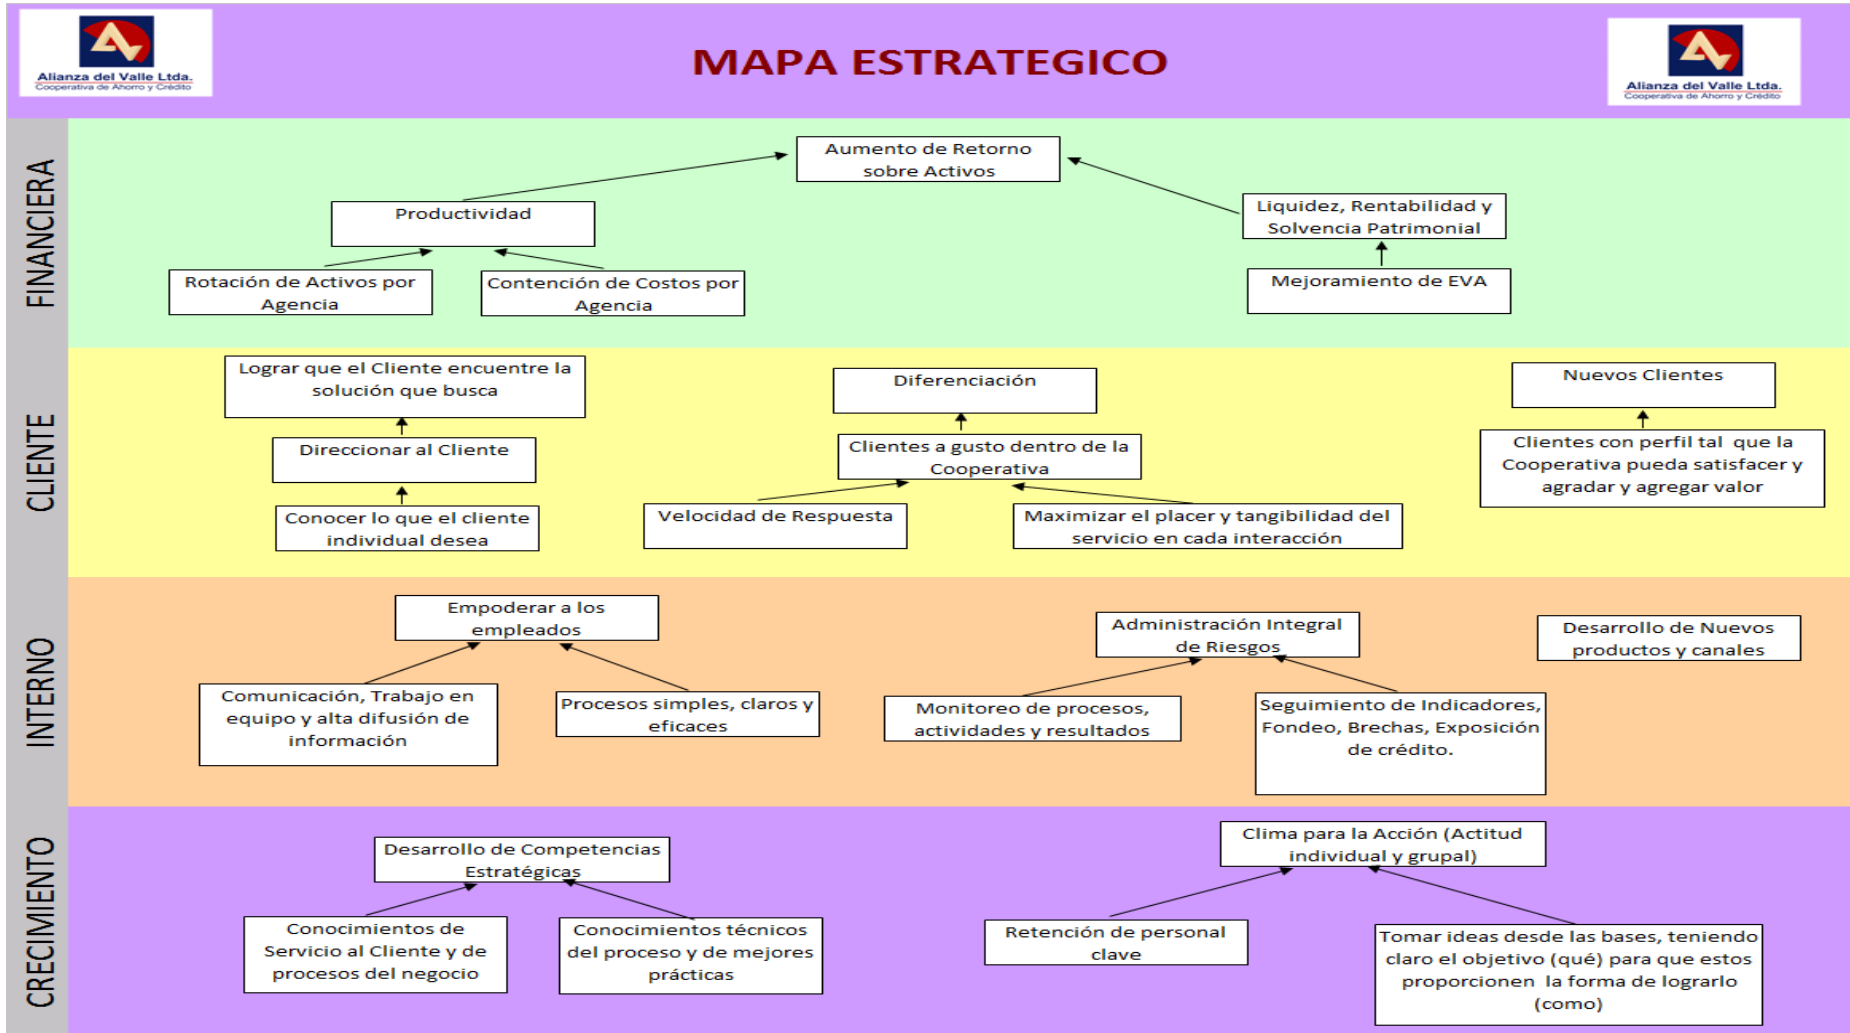 Alianza del Valle Ltda.
Cooperativa de Ahorro y Crédito
MAPA ESTRATEGICO
Alianza del Valle Ltda.
Cooperativa de Ahorro y Crédito
FINANCIERA
Aumento de Retorno
sobre Activos
Productividad
Liquidez, Rentabilidad y
Solvencia Patrimonial
Rotación de Activos por
Agencia
Contención de Costos por
Agencia
Mejoramiento de EVA
CLIENTE
Lograr que el Cliente encuentre la
solución que busca
Diferenciación
Nuevos Clientes
Direccionar al Cliente
Clientes a gusto dentro de la
Cooperativa
Clientes con perfil tal que la
Cooperativa pueda satisfacer y
agradar y agregar valor
Conocer lo que el cliente
individual desea
Velocidad de Respuesta
Maximizar el placer y tangibilidad del
servicio en cada interacción
INTERNO
Empoderar a los
empleados
Administración Integral
de Riesgos
Desarrollo de Nuevos
productos y canales
Comunicación, Trabajo en
equipo y alta difusión de
información
Procesos simples, claros y
eficaces
Monitoreo de procesos,
actividades y resultados
Seguimiento de Indicadores,
Fondeo, Brechas, Exposición
de crédito.
CRECIMIENTO
Desarrollo de Competencias
Estratégicas
Clima para la Acción (Actitud
individual y grupal)
Conocimientos de
Servicio al Cliente y de
procesos del negocio
Conocimientos técnicos
del proceso y de mejores
prácticas
Retención de personal
clave
Tomar ideas desde las bases, teniendo
claro el objetivo (qué) para que estos
proporcionen la forma de lograrlo
(como)